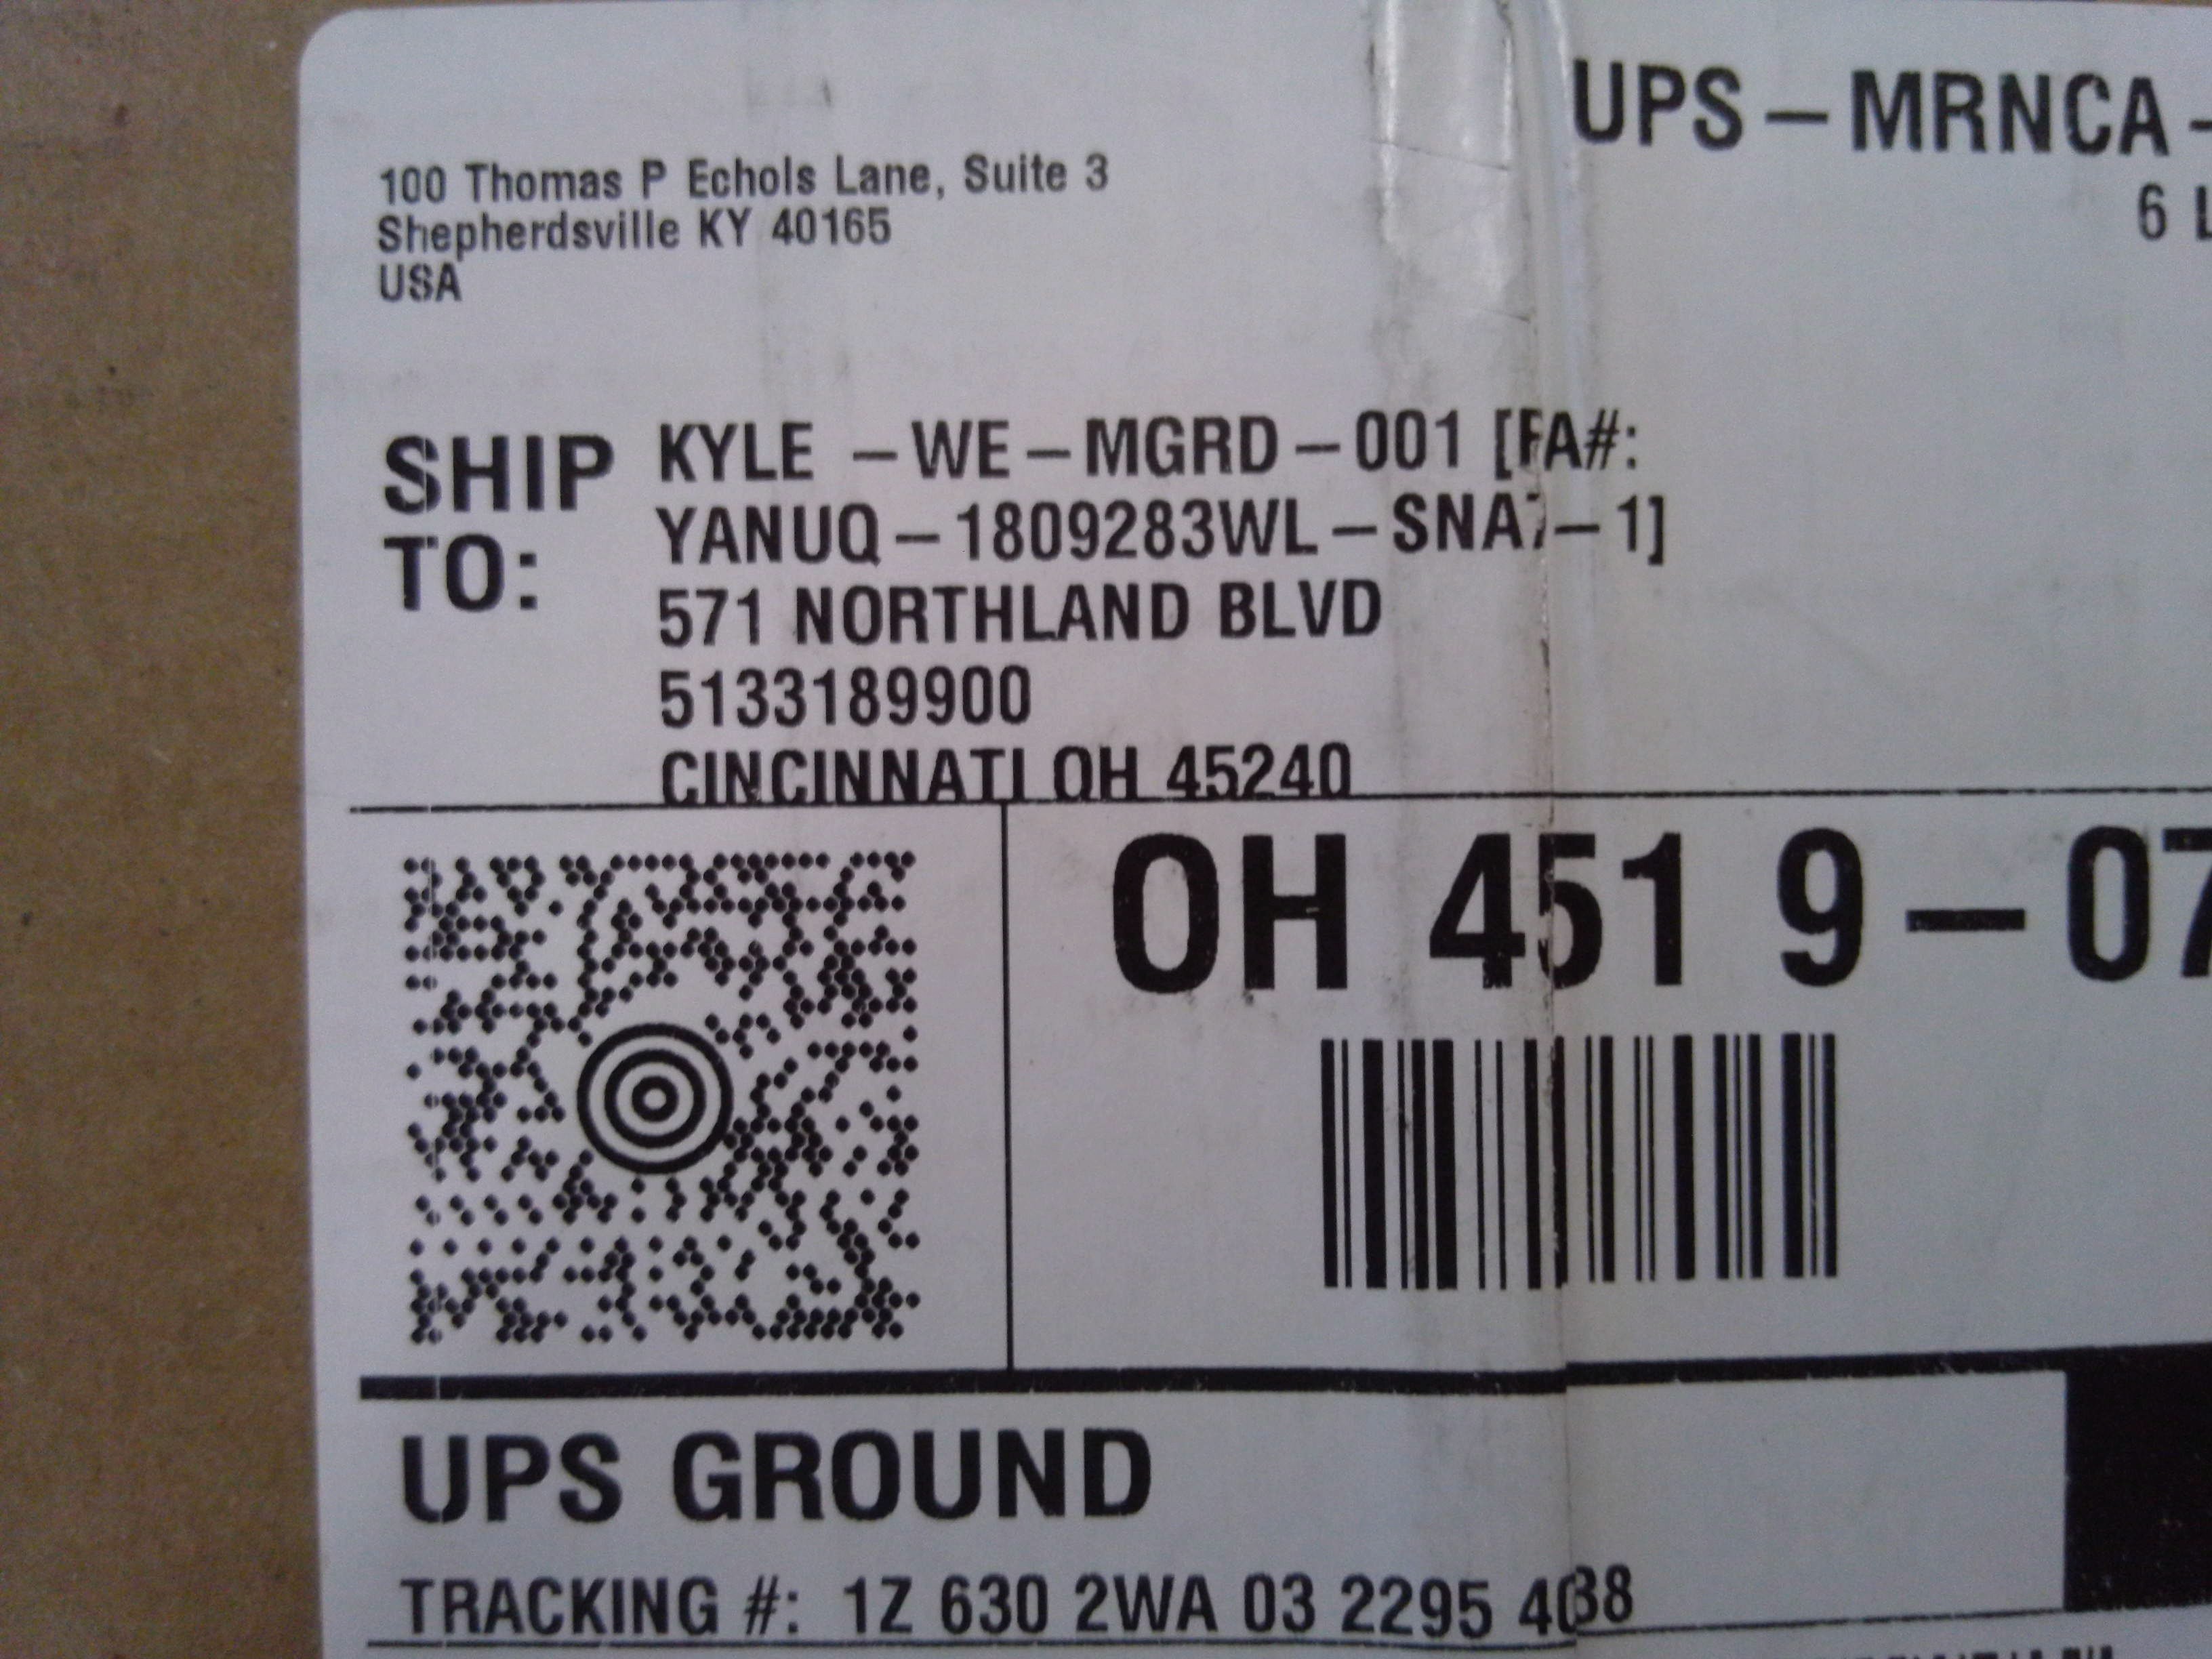 UPS – MRNCA –
6 L
100 Thomas P Echols Lane, Suite 3
Shepherdsville KY 40165
USA
SHIP TO:
KYLE – WE – MGRD – 001 [FA#:
YANUQ – 1809283WL – SNA7 – 1]
571 NORTHLAND BLVD
5133189900
CINCINNATI OH 45240
OH 451 9 – 07
UPS GROUND
TRACKING #: 1Z 630 2WA 03 2295 4038